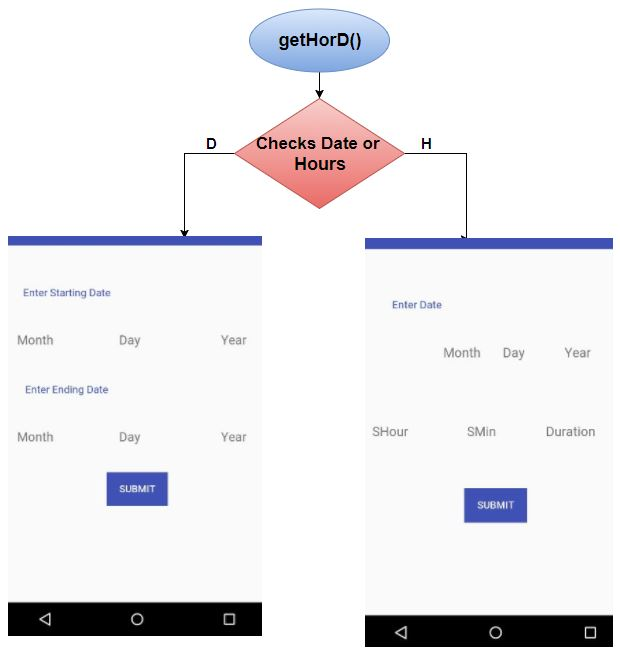 getHorD()
D
Checks Date or
Hours
H
Enter Starting Date
Month Day Year
Enter Ending Date
Month Day Year
SUBMIT
Enter Date
Month Day Year
SHour SMin Duration
SUBMIT